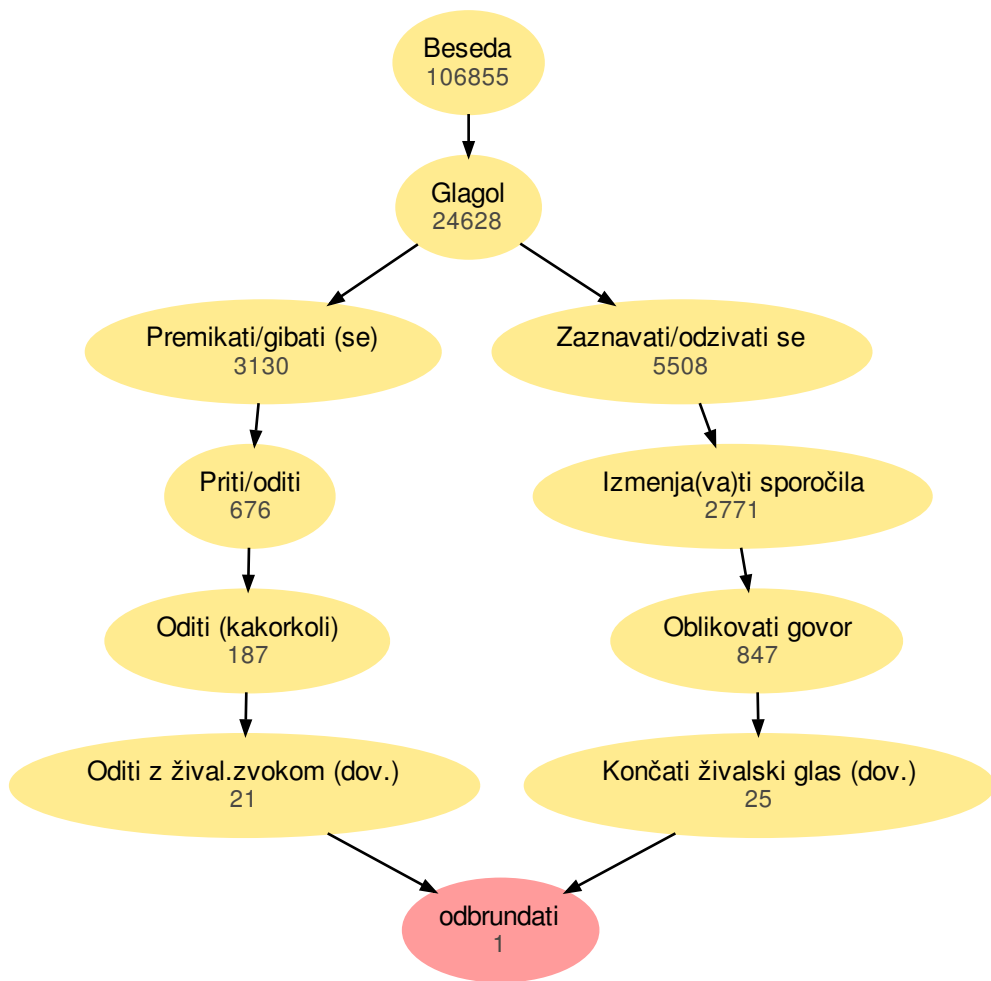 Beseda
106855
Glagol
24628
Premikati/gibati (se)
3130
Zaznavati/odzivati se
5508
Priti/oditi
676
Izmenja(va)ti sporočila
2771
Oditi (kakorkoli)
187
Oblikovati govor
847
Oditi z žival.zvokom (dov.)
21
Končati živalski glas (dov.)
25
odbrundati
1